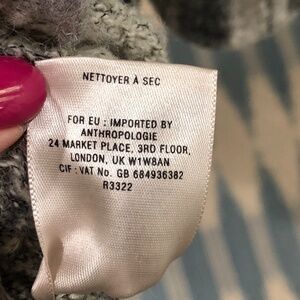 NETTOYER À SEC
FOR EU : IMPORTED BY
ANTHROPOLOGIE
24 MARKET PLACE, 3RD FLOOR,
LONDON, UK W1W8AN
CIF : VAT No. GB 684936382
R3322